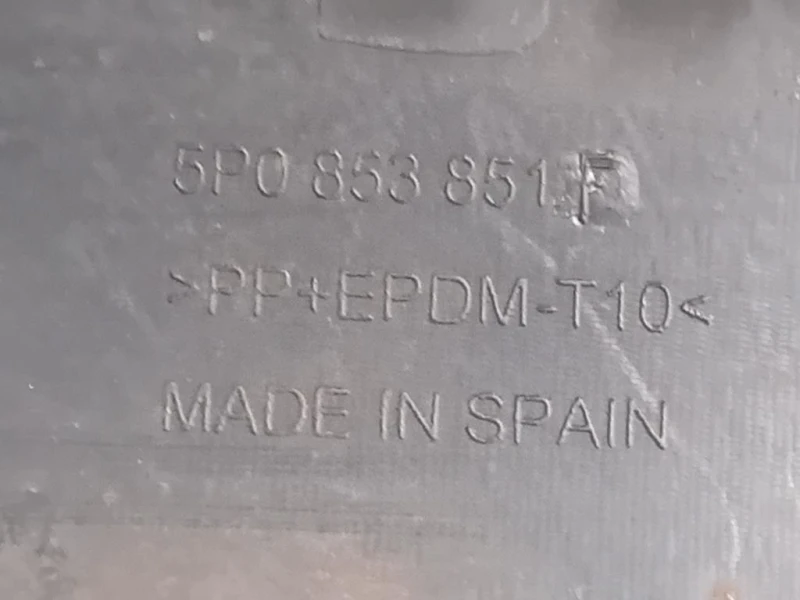 5P0 853 851 F
>PP+EPDM-T10<
MADE IN SPAIN